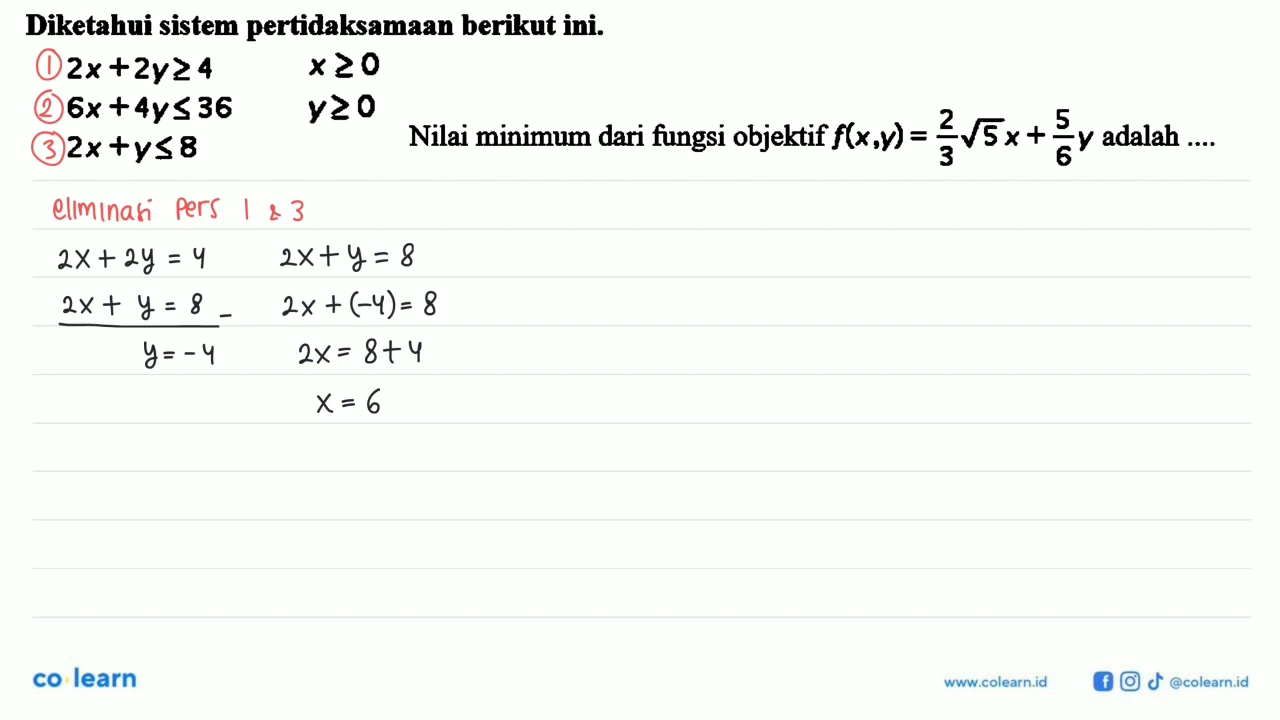 Diketahui sistem pertidaksamaan berikut ini.
① 2x + 2y ≥ 4 x ≥ 0
② 6x + 4y ≤ 36 y ≥ 0
③ 2x + y ≤ 8
Nilai minimum dari fungsi objektif f(x,y) = 2/3 √5 x + 5/6 y adalah ....
eliminasi Pers 1 & 3
2x + 2y = 4 2x + y = 8
2x + y = 8 - 2x + (-4) = 8
y = -4 2x = 8 + 4
x = 6
co learn www.colearn.id @colearn.id